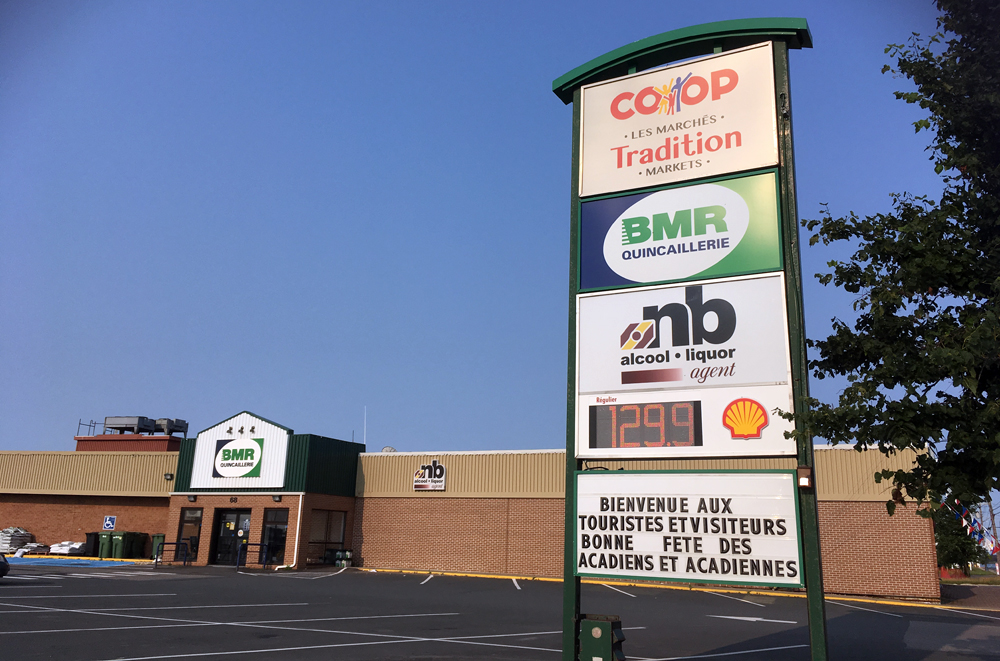 COOP
• LES MARCHÉS •
Tradition
• MARKETS •
BMR
QUINCAILLERIE
nb
alcool • liquor
agent
Régulier
129.9
BIENVENUE AUX
TOURISTES ET VISITEURS
BONNE FETE DES
ACADIENS ET ACADIENNES
BMR
QUINCAILLERIE
68
nb
alcool • liquor
agent